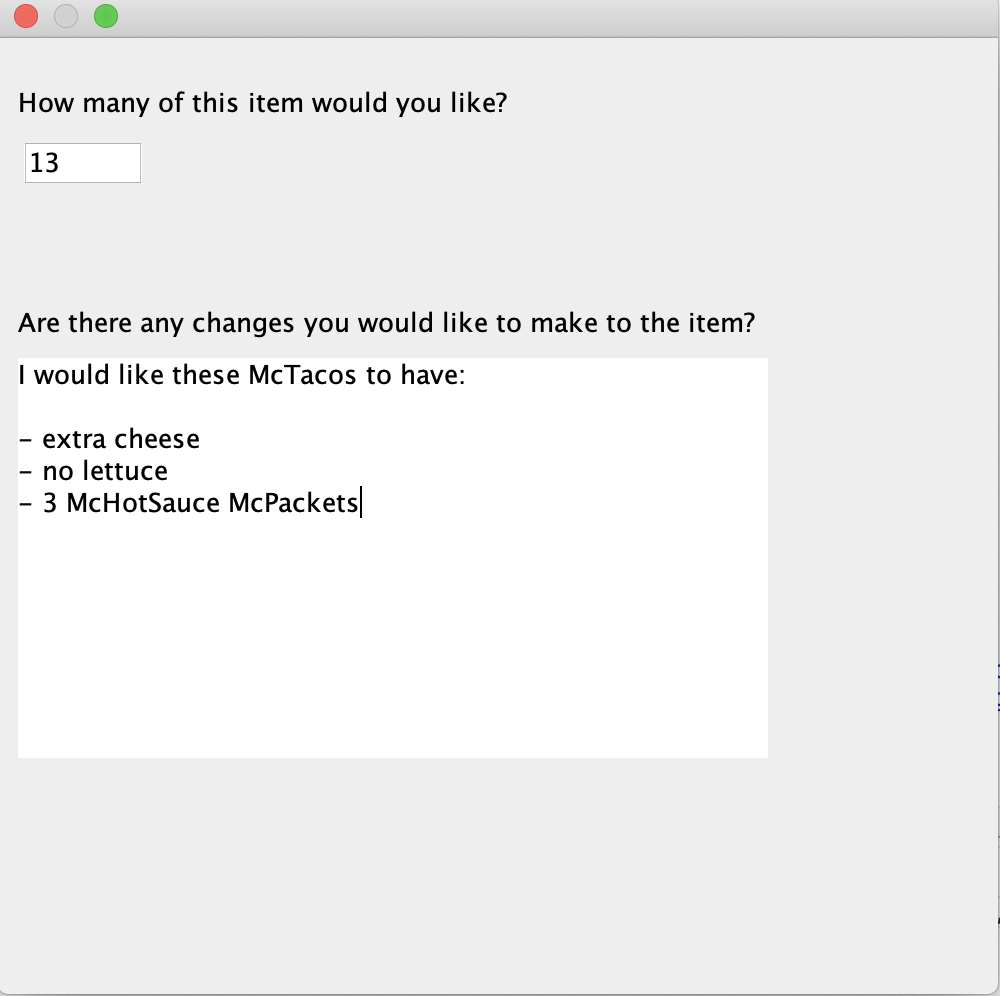 How many of this item would you like?
13
Are there any changes you would like to make to the item?
I would like these McTacos to have:
- extra cheese
- no lettuce
- 3 McHotSauce McPackets